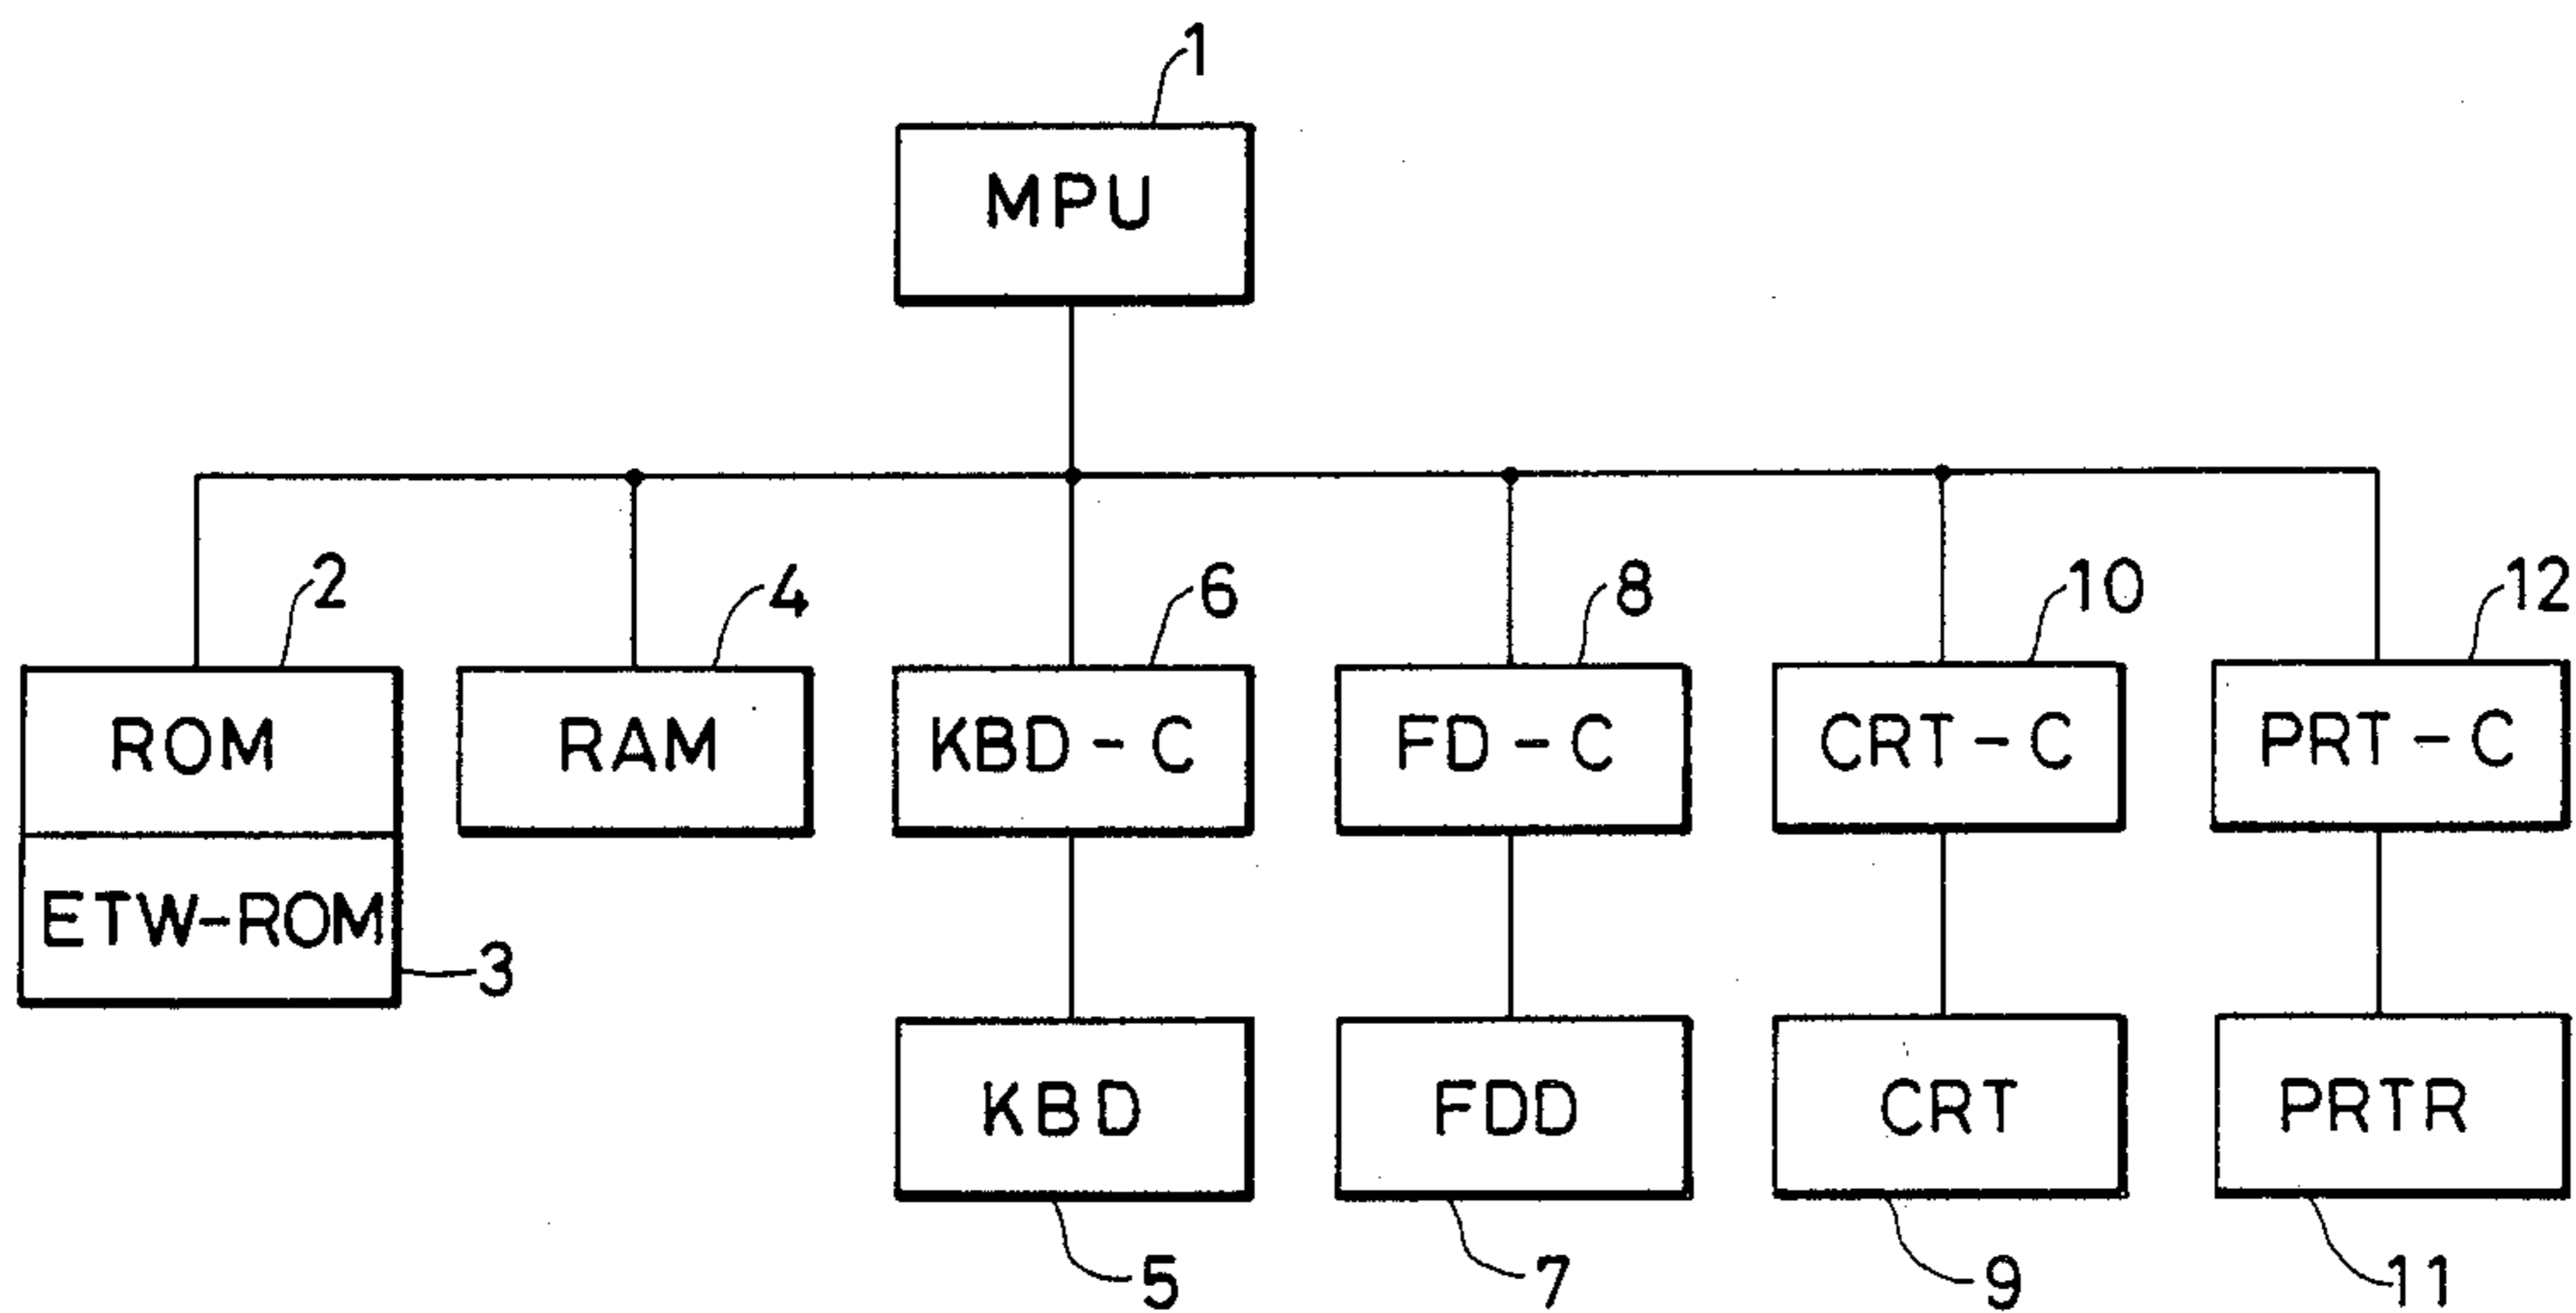 1
MPU
2 4 6 8 10 12
ROM RAM KBD-C FD-C CRT-C PRT-C
ETW-ROM 3
KBD FDD CRT PRTR
5 7 9 11